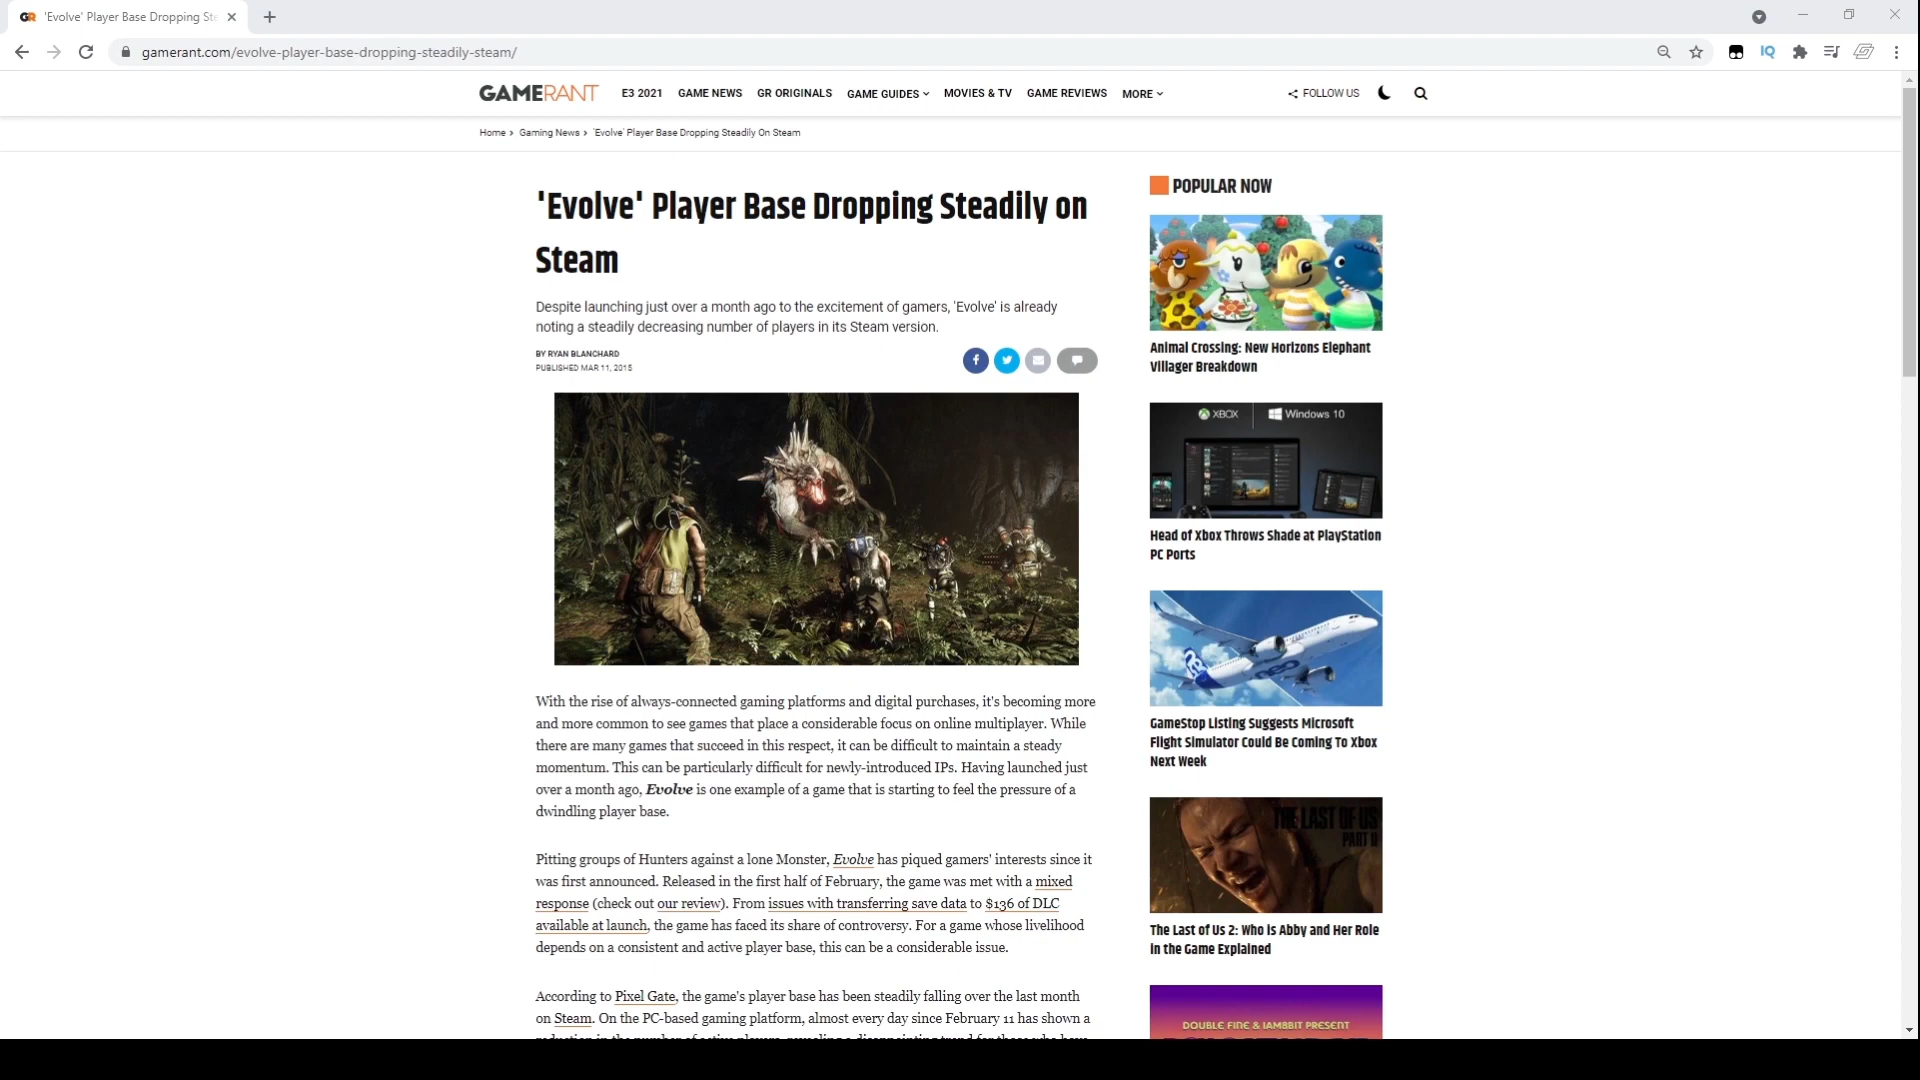 'Evolve' Player Base Dropping Ste
gamerant.com/evolve-player-base-dropping-steadily-steam/
IQ
GAMERANT
E3 2021 GAME NEWS GR ORIGINALS GAME GUIDES MOVIES & TV GAME REVIEWS MORE
FOLLOW US
Home › Gaming News › 'Evolve' Player Base Dropping Steadily On Steam
'Evolve' Player Base Dropping Steadily on
Steam
Despite launching just over a month ago to the excitement of gamers, 'Evolve' is already
noting a steadily decreasing number of players in its Steam version.
BY RYAN BLANCHARD
PUBLISHED MAR 11, 2015
With the rise of always-connected gaming platforms and digital purchases, it's becoming more
and more common to see games that place a considerable focus on online multiplayer. While
there are many games that succeed in this respect, it can be difficult to maintain a steady
momentum. This can be particularly difficult for newly-introduced IPs. Having launched just
over a month ago, Evolve is one example of a game that is starting to feel the pressure of a
dwindling player base.
Pitting groups of Hunters against a lone Monster, Evolve has piqued gamers' interests since it
was first announced. Released in the first half of February, the game was met with a mixed
response (check out our review). From issues with transferring save data to $136 of DLC
available at launch, the game has faced its share of controversy. For a game whose livelihood
depends on a consistent and active player base, this can be a considerable issue.
According to Pixel Gate, the game's player base has been steadily falling over the last month
on Steam. On the PC-based gaming platform, almost every day since February 11 has shown a
POPULAR NOW
Animal Crossing: New Horizons Elephant
Villager Breakdown
XBOX Windows 10
Head of Xbox Throws Shade at PlayStation
PC Ports
neo
GameStop Listing Suggests Microsoft
Flight Simulator Could Be Coming To Xbox
Next Week
THE LAST OF US
PART II
The Last of Us 2: Who is Abby and Her Role
in the Game Explained
DOUBLE FINE & IAM8BIT PRESENT